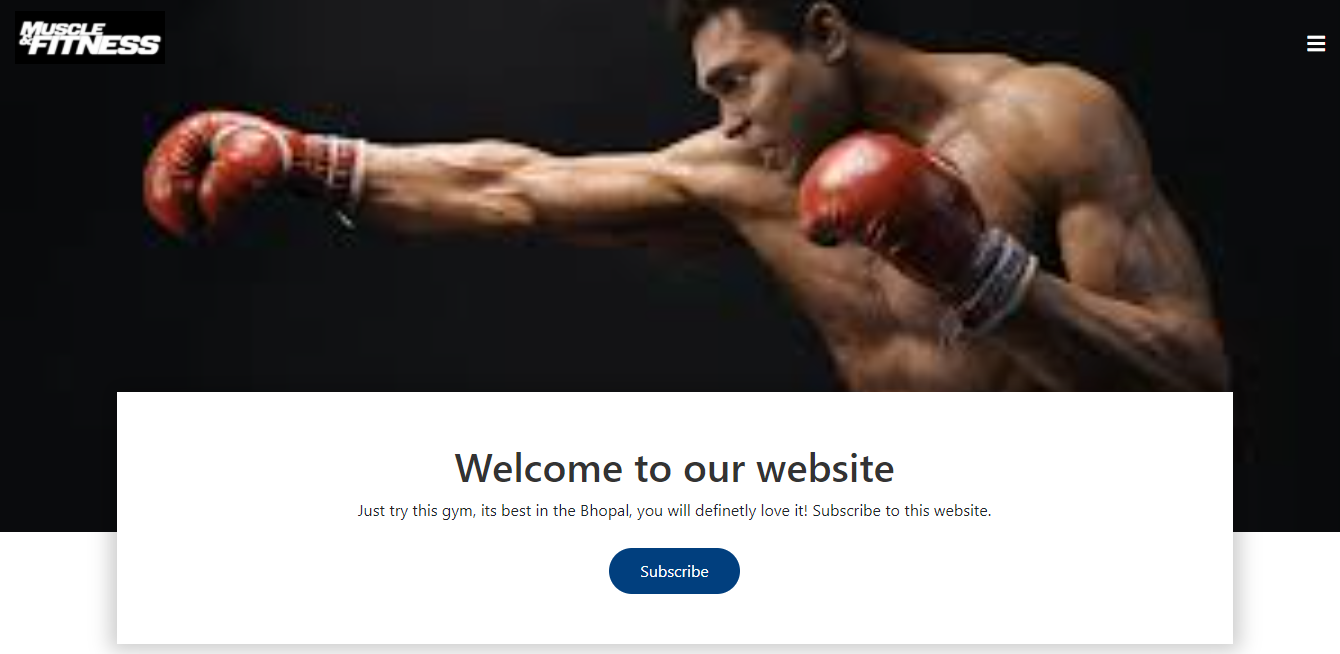 MUSCLE
&FITNESS
Welcome to our website
Just try this gym, its best in the Bhopal, you will definetly love it! Subscribe to this website.
Subscribe